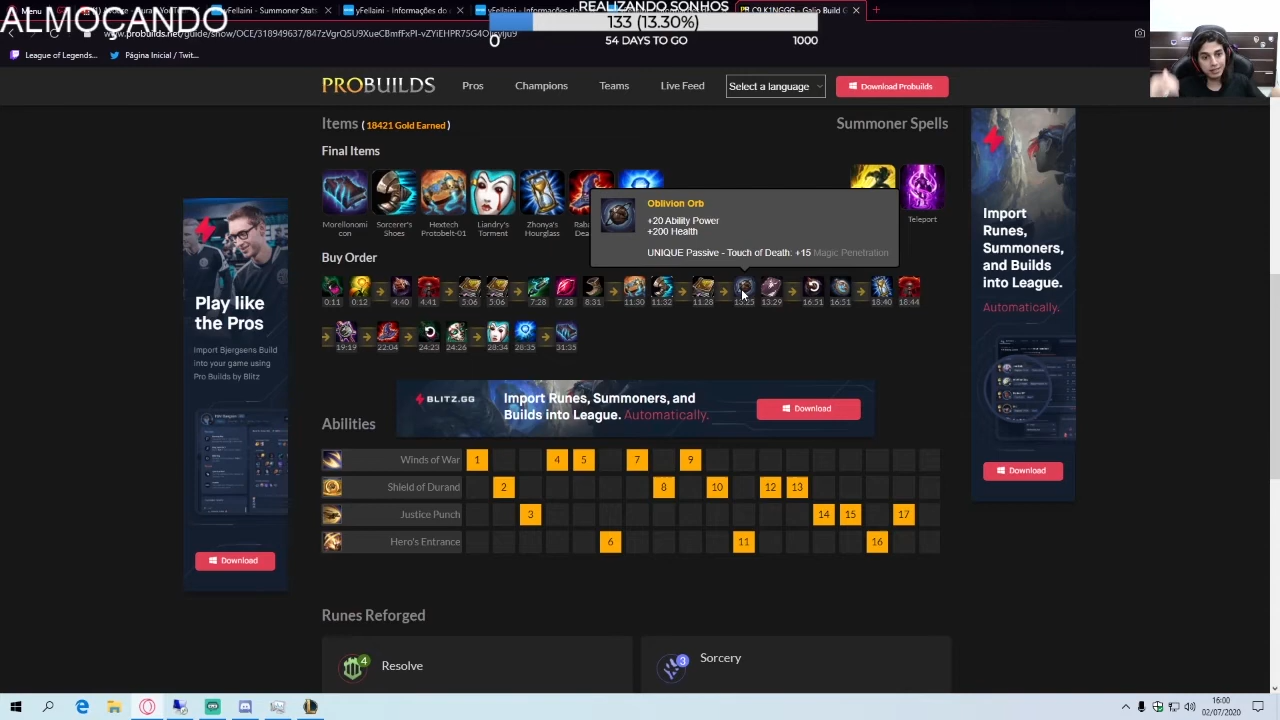 ALMOÇANDO
REALIZANDO SONHOS
133 (13.30%)
0
54 DAYS TO GO
1000
Menu
League of Legends...
Página Inicial / Twit...
PROBUILDS
Pros
Champions
Teams
Live Feed
Select a language
Download Probuilds
Items ( 18421 Gold Earned )
Summoner Spells
Final Items
Morellonomi
con
Sorcerer's
Shoes
Hextech
Protobelt-01
Liandry's
Torment
Zhonya's
Hourglass
Teleport
Oblivion Orb
+20 Ability Power
+200 Health
UNIQUE Passive - Touch of Death: +15 Magic Penetration
Buy Order
0:11
0:12
4:40
4:41
5:06
5:06
7:28
7:28
8:31
11:30
11:32
11:28
13:29
16:51
16:51
18:40
18:44
19:19
22:04
24:23
24:26
28:34
28:35
31:35
BLITZ.GG
Import Runes, Summoners, and
Builds into League. Automatically.
Download
Abilities
Winds of War
1
4
5
7
9
Shield of Durand
2
8
10
12
13
Justice Punch
3
14
15
17
Hero's Entrance
6
11
16
Runes Reforged
4
Resolve
3
Sorcery
Play like
the Pros
Import Bjergsens Build
into your game using
Pro Builds by Blitz
Download
Import
Runes,
Summoners,
and Builds
into League.
Automatically.
Download
16:00
02/07/2020